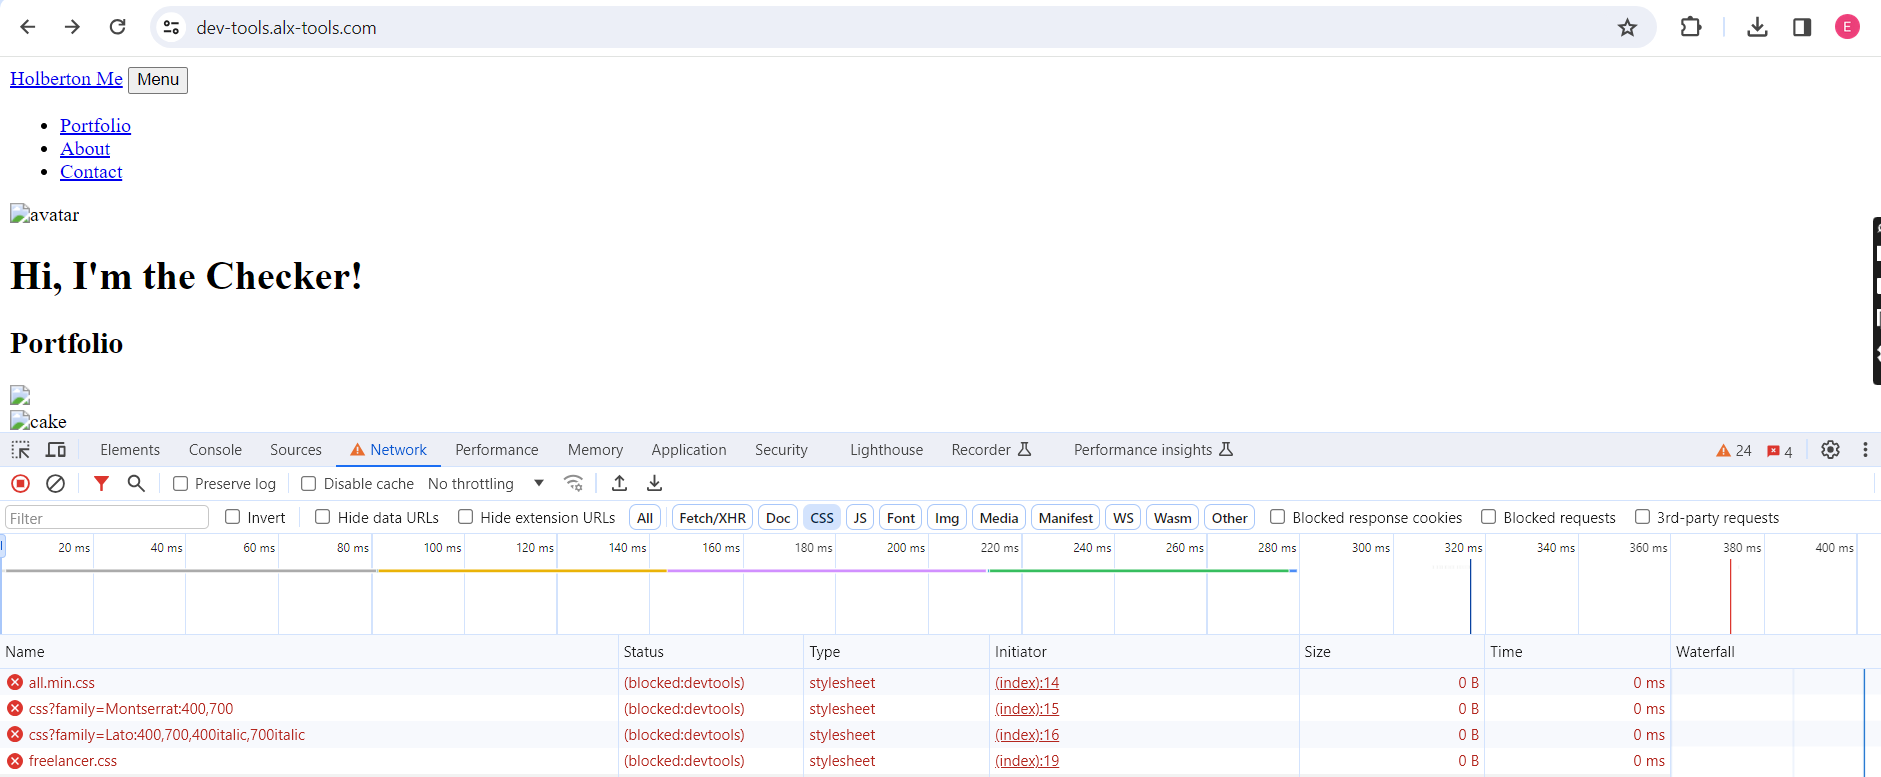 dev-tools.alx-tools.com
E
Holberton Me Menu
Portfolio
About
Contact
avatar
Hi, I'm the Checker!
Portfolio
cake
Elements Console Sources Network Performance Memory Application Security Lighthouse Recorder Performance insights 24 4
Preserve log Disable cache No throttling
Filter Invert Hide data URLs Hide extension URLs All Fetch/XHR Doc CSS JS Font Img Media Manifest WS Wasm Other Blocked response cookies Blocked requests 3rd-party requests
20 ms 40 ms 60 ms 80 ms 100 ms 120 ms 140 ms 160 ms 180 ms 200 ms 220 ms 240 ms 260 ms 280 ms 300 ms 320 ms 340 ms 360 ms 380 ms 400 ms
Name Status Type Initiator Size Time Waterfall
all.min.css (blocked:devtools) stylesheet (index):14 0 B 0 ms
css?family=Montserrat:400,700 (blocked:devtools) stylesheet (index):15 0 B 0 ms
css?family=Lato:400,700,400italic,700italic (blocked:devtools) stylesheet (index):16 0 B 0 ms
freelancer.css (blocked:devtools) stylesheet (index):19 0 B 0 ms